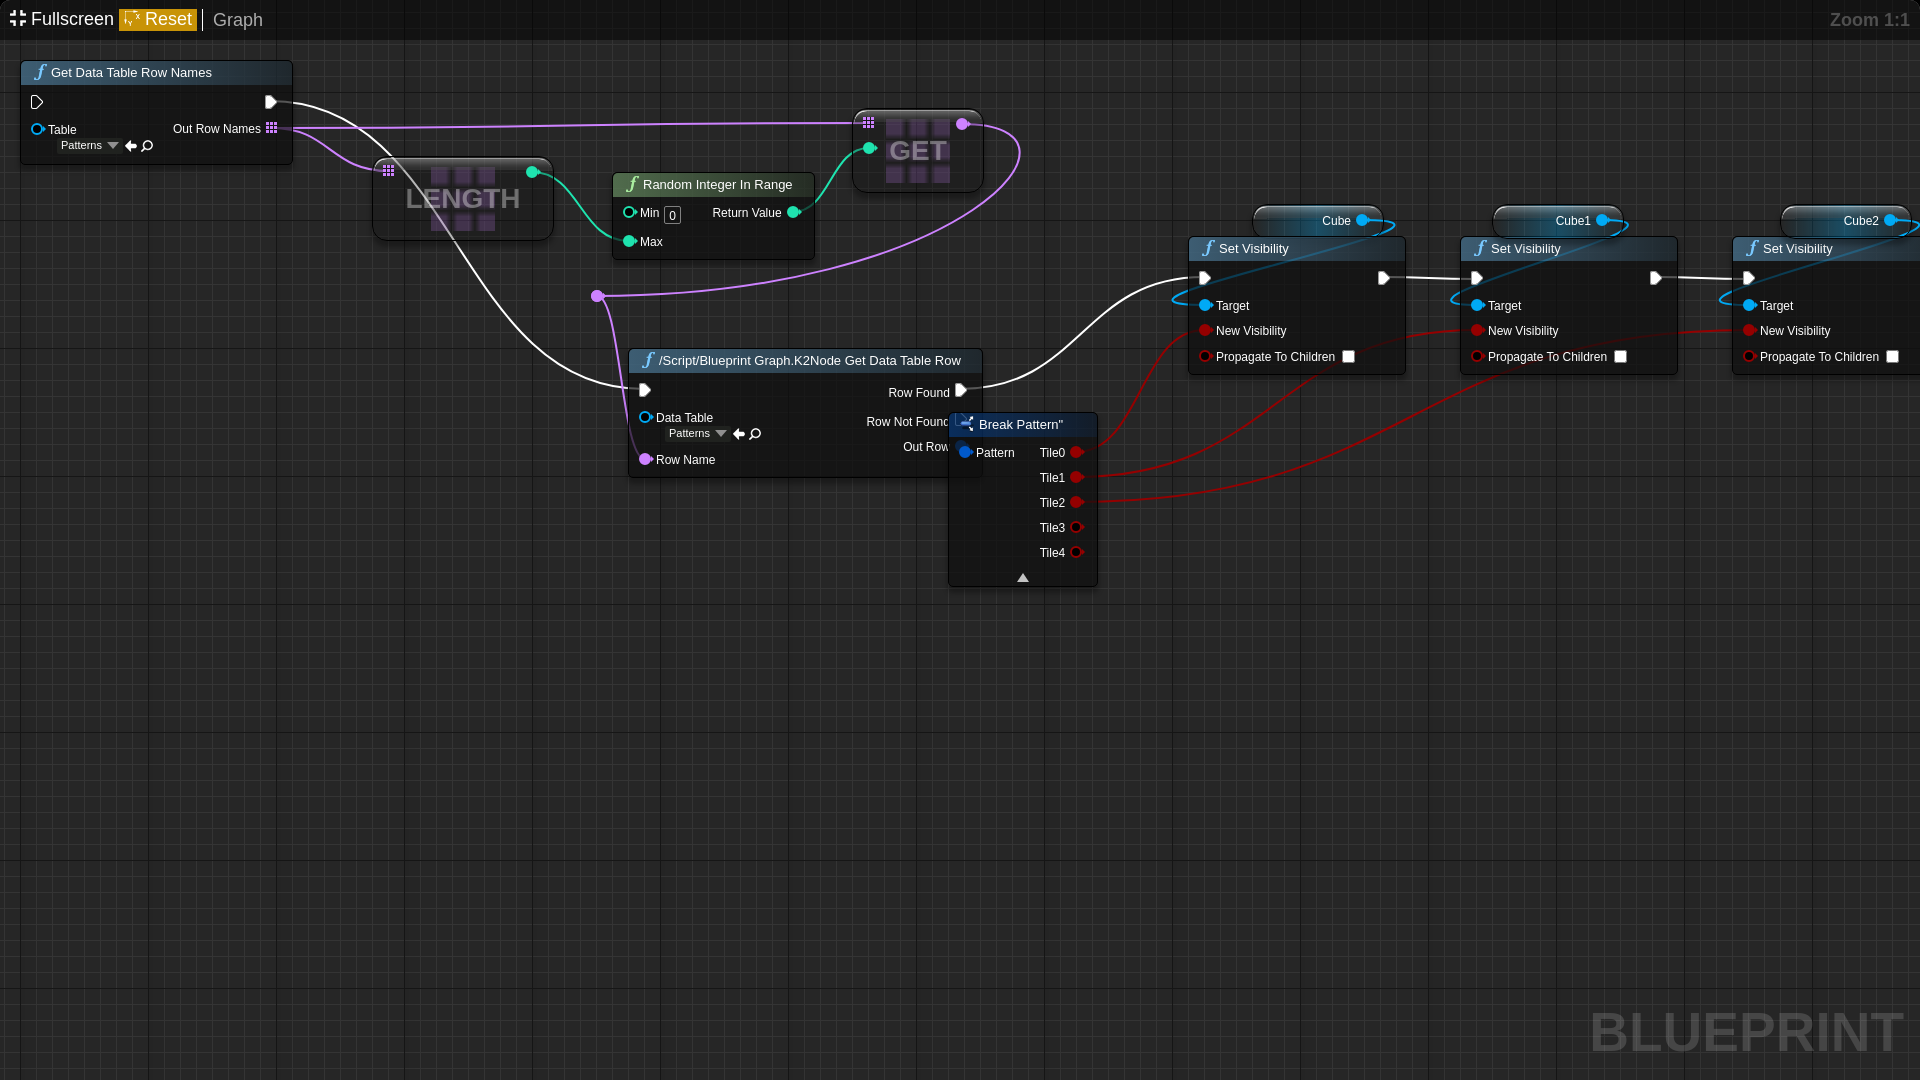 Fullscreen Reset Graph Zoom 1:1
Get Data Table Row Names
Table
Patterns
Out Row Names
LENGTH
Random Integer In Range
Min 0 Return Value
Max
GET
/Script/Blueprint Graph.K2Node Get Data Table Row
Row Found
Data Table
Patterns
Row Not Found
Out Row
Row Name
Break Pattern"
Pattern Tile0
Tile1
Tile2
Tile3
Tile4
Cube
Set Visibility
Target
New Visibility
Propagate To Children
Cube1
Set Visibility
Target
New Visibility
Propagate To Children
Cube2
Set Visibility
Target
New Visibility
Propagate To Children
BLUEPRINT